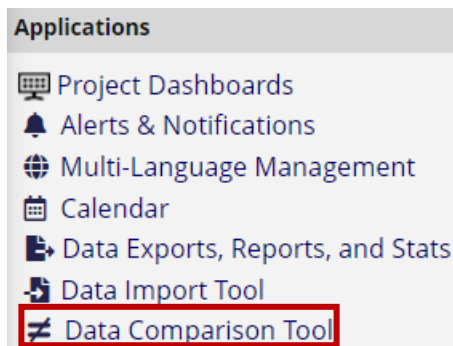 Applications
Project Dashboards
Alerts & Notifications
Multi-Language Management
Calendar
Data Exports, Reports, and Stats
Data Import Tool
Data Comparison Tool